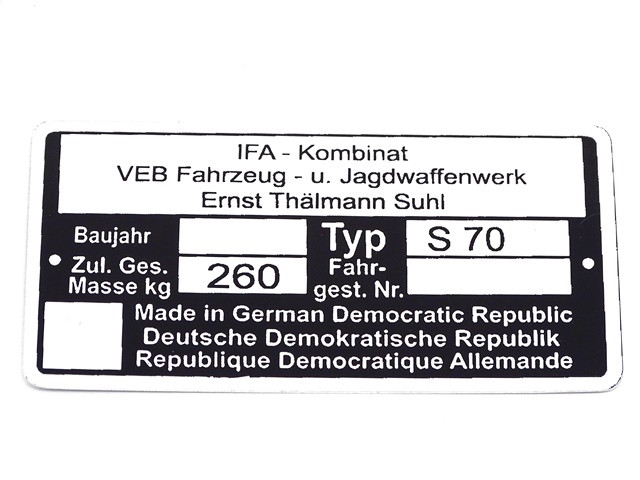 IFA - Kombinat
VEB Fahrzeug - u. Jagdwaffenwerk
Ernst Thälmann Suhl
Baujahr
Typ S 70
Zul. Ges.
Masse kg 260
Fahr-
gest. Nr.
Made in German Democratic Republic
Deutsche Demokratische Republik
Republique Democratique Allemande